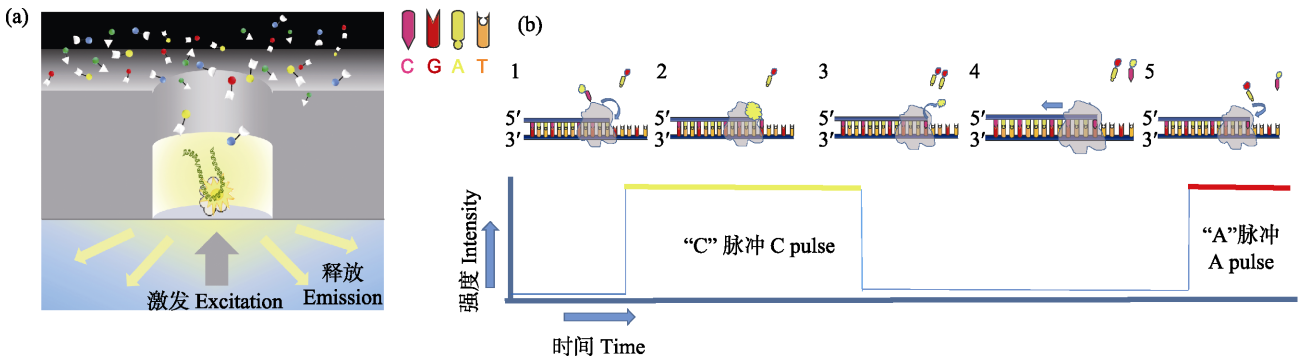 (a)
激发 Excitation
释放
Emission
C G A T
(b)
1 2 3 4 5
5′ 5′ 5′ 5′ 5′
3′ 3′ 3′ 3′ 3′
强度 Intensity
“C” 脉冲 C pulse
“A”脉冲
A pulse
时间 Time